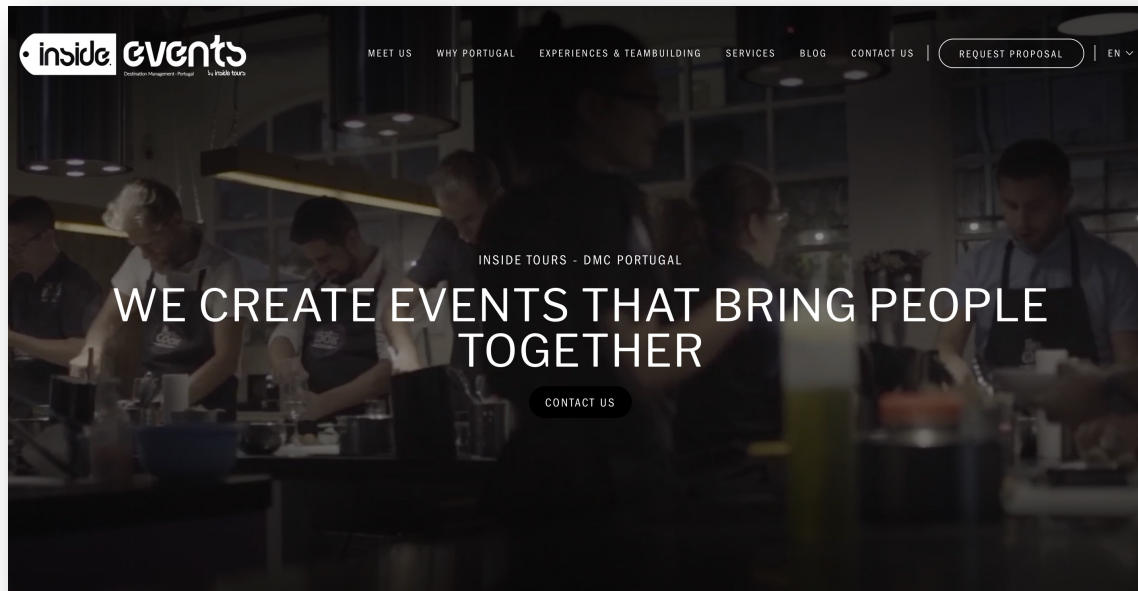 inside.
events
Destination Management - Portugal
by inside tours
MEET US
WHY PORTUGAL
EXPERIENCES & TEAMBUILDING
SERVICES
BLOG
CONTACT US
REQUEST PROPOSAL
EN
INSIDE TOURS - DMC PORTUGAL
WE CREATE EVENTS THAT BRING PEOPLE
TOGETHER
CONTACT US